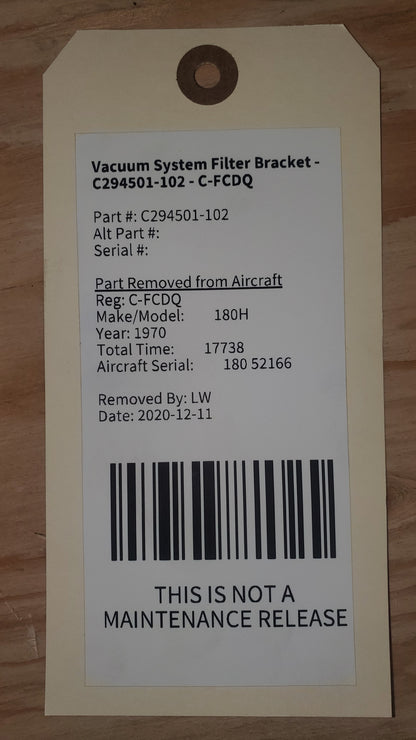 Vacuum System Filter Bracket -
C294501-102 - C-FCDQ
Part #: C294501-102
Alt Part #:
Serial #:
Part Removed from Aircraft
Reg: C-FCDQ
Make/Model: 180H
Year: 1970
Total Time: 17738
Aircraft Serial: 180 52166
Removed By: LW
Date: 2020-12-11
THIS IS NOT A
MAINTENANCE RELEASE